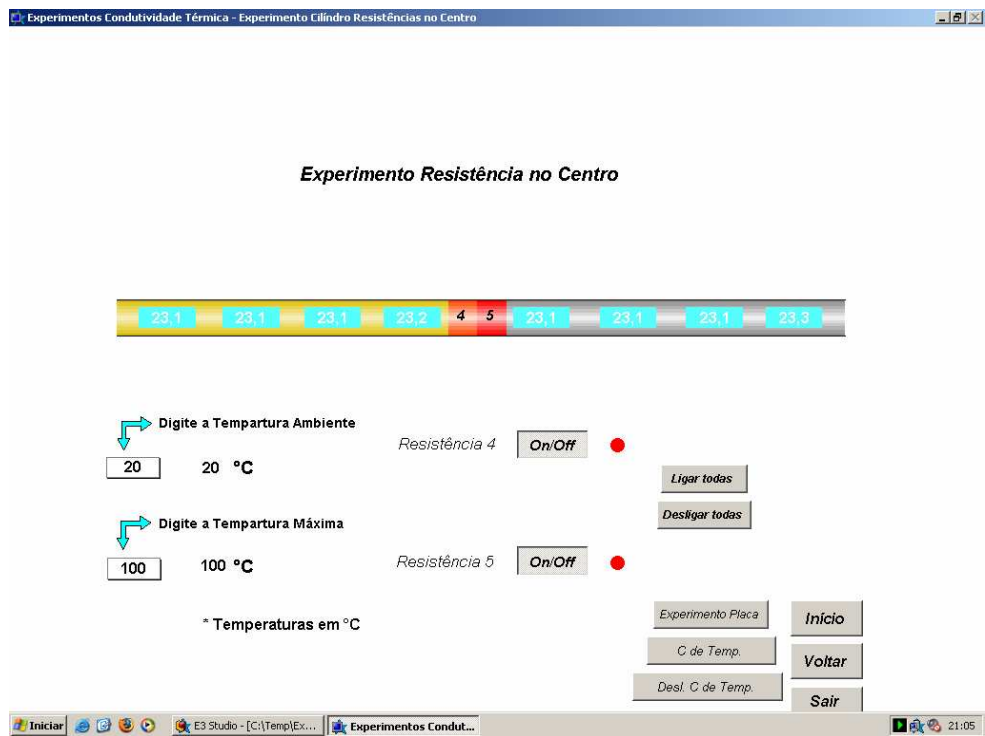 Experimentos Condutividade Térmica - Experimento Cilíndro Resistências no Centro
Experimento Resistência no Centro
23,1 23,1 23,1 23,2 4 5 23,1 23,1 23,1 23,3
Digite a Tempartura Ambiente
20 20 °C
Resistência 4 On/Off
Ligar todas
Desligar todas
Digite a Tempartura Máxima
100 100 °C
Resistência 5 On/Off
* Temperaturas em °C
Experimento Placa
Início
C de Temp.
Voltar
Desl. C de Temp.
Sair
Iniciar E3 Studio - [C:\Temp\Ex... Experimentos Condut... 21:05